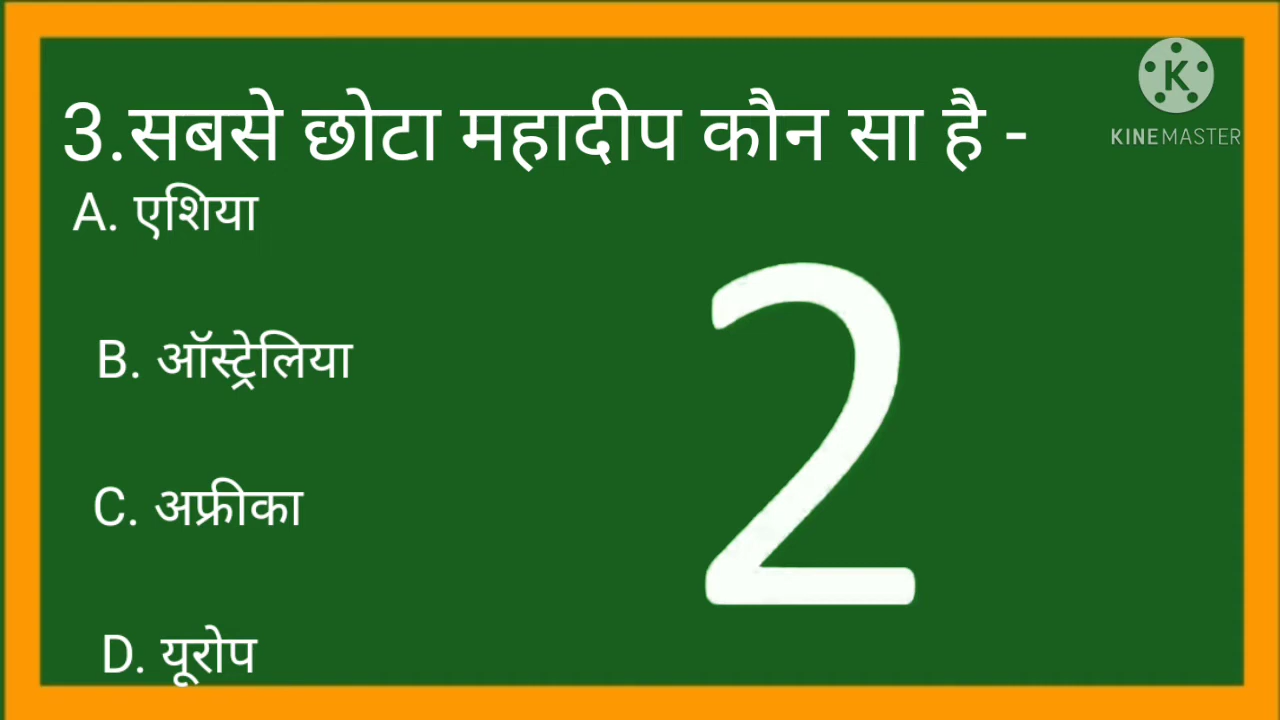 3.सबसे छोटा महादीप कौन सा है -
K
KINEMASTER
A. एशिया
B. ऑस्ट्रेलिया
2
C. अफ्रीका
D. यूरोप